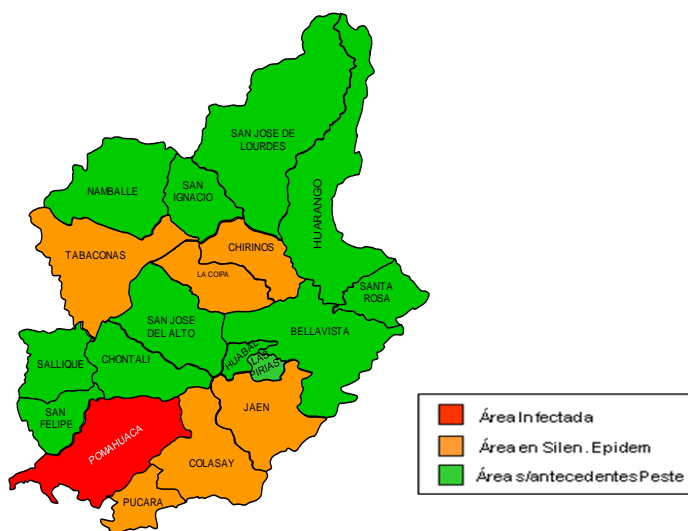 SAN JOSE DE
LOURDES
NAMBALLE
SAN
IGNACIO
HUARANGO
TABACONAS
CHIRINOS
LA COIPA
SANTA
ROSA
SAN JOSE
DEL ALTO
BELLAVISTA
HUABAL
LAS
PIRIAS
SALLIQUE
CHONTALI
SAN
FELIPE
JAEN
POMAHUACA
COLASAY
PUCARA
Área Infectada
Área en Silen. Epidem
Área s/antecedentes Peste